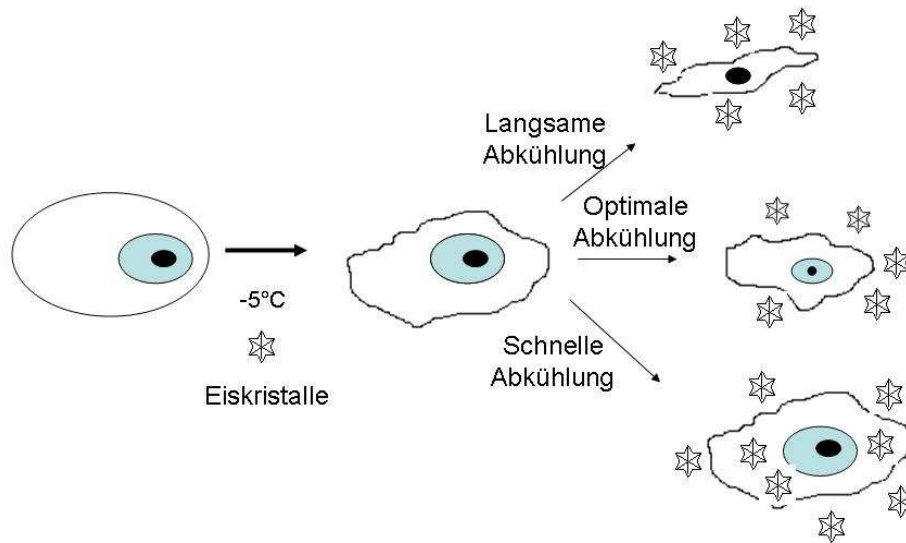 Langsame
Abkühlung
Optimale
Abkühlung
-5°C
Schnelle
Abkühlung
Eiskristalle